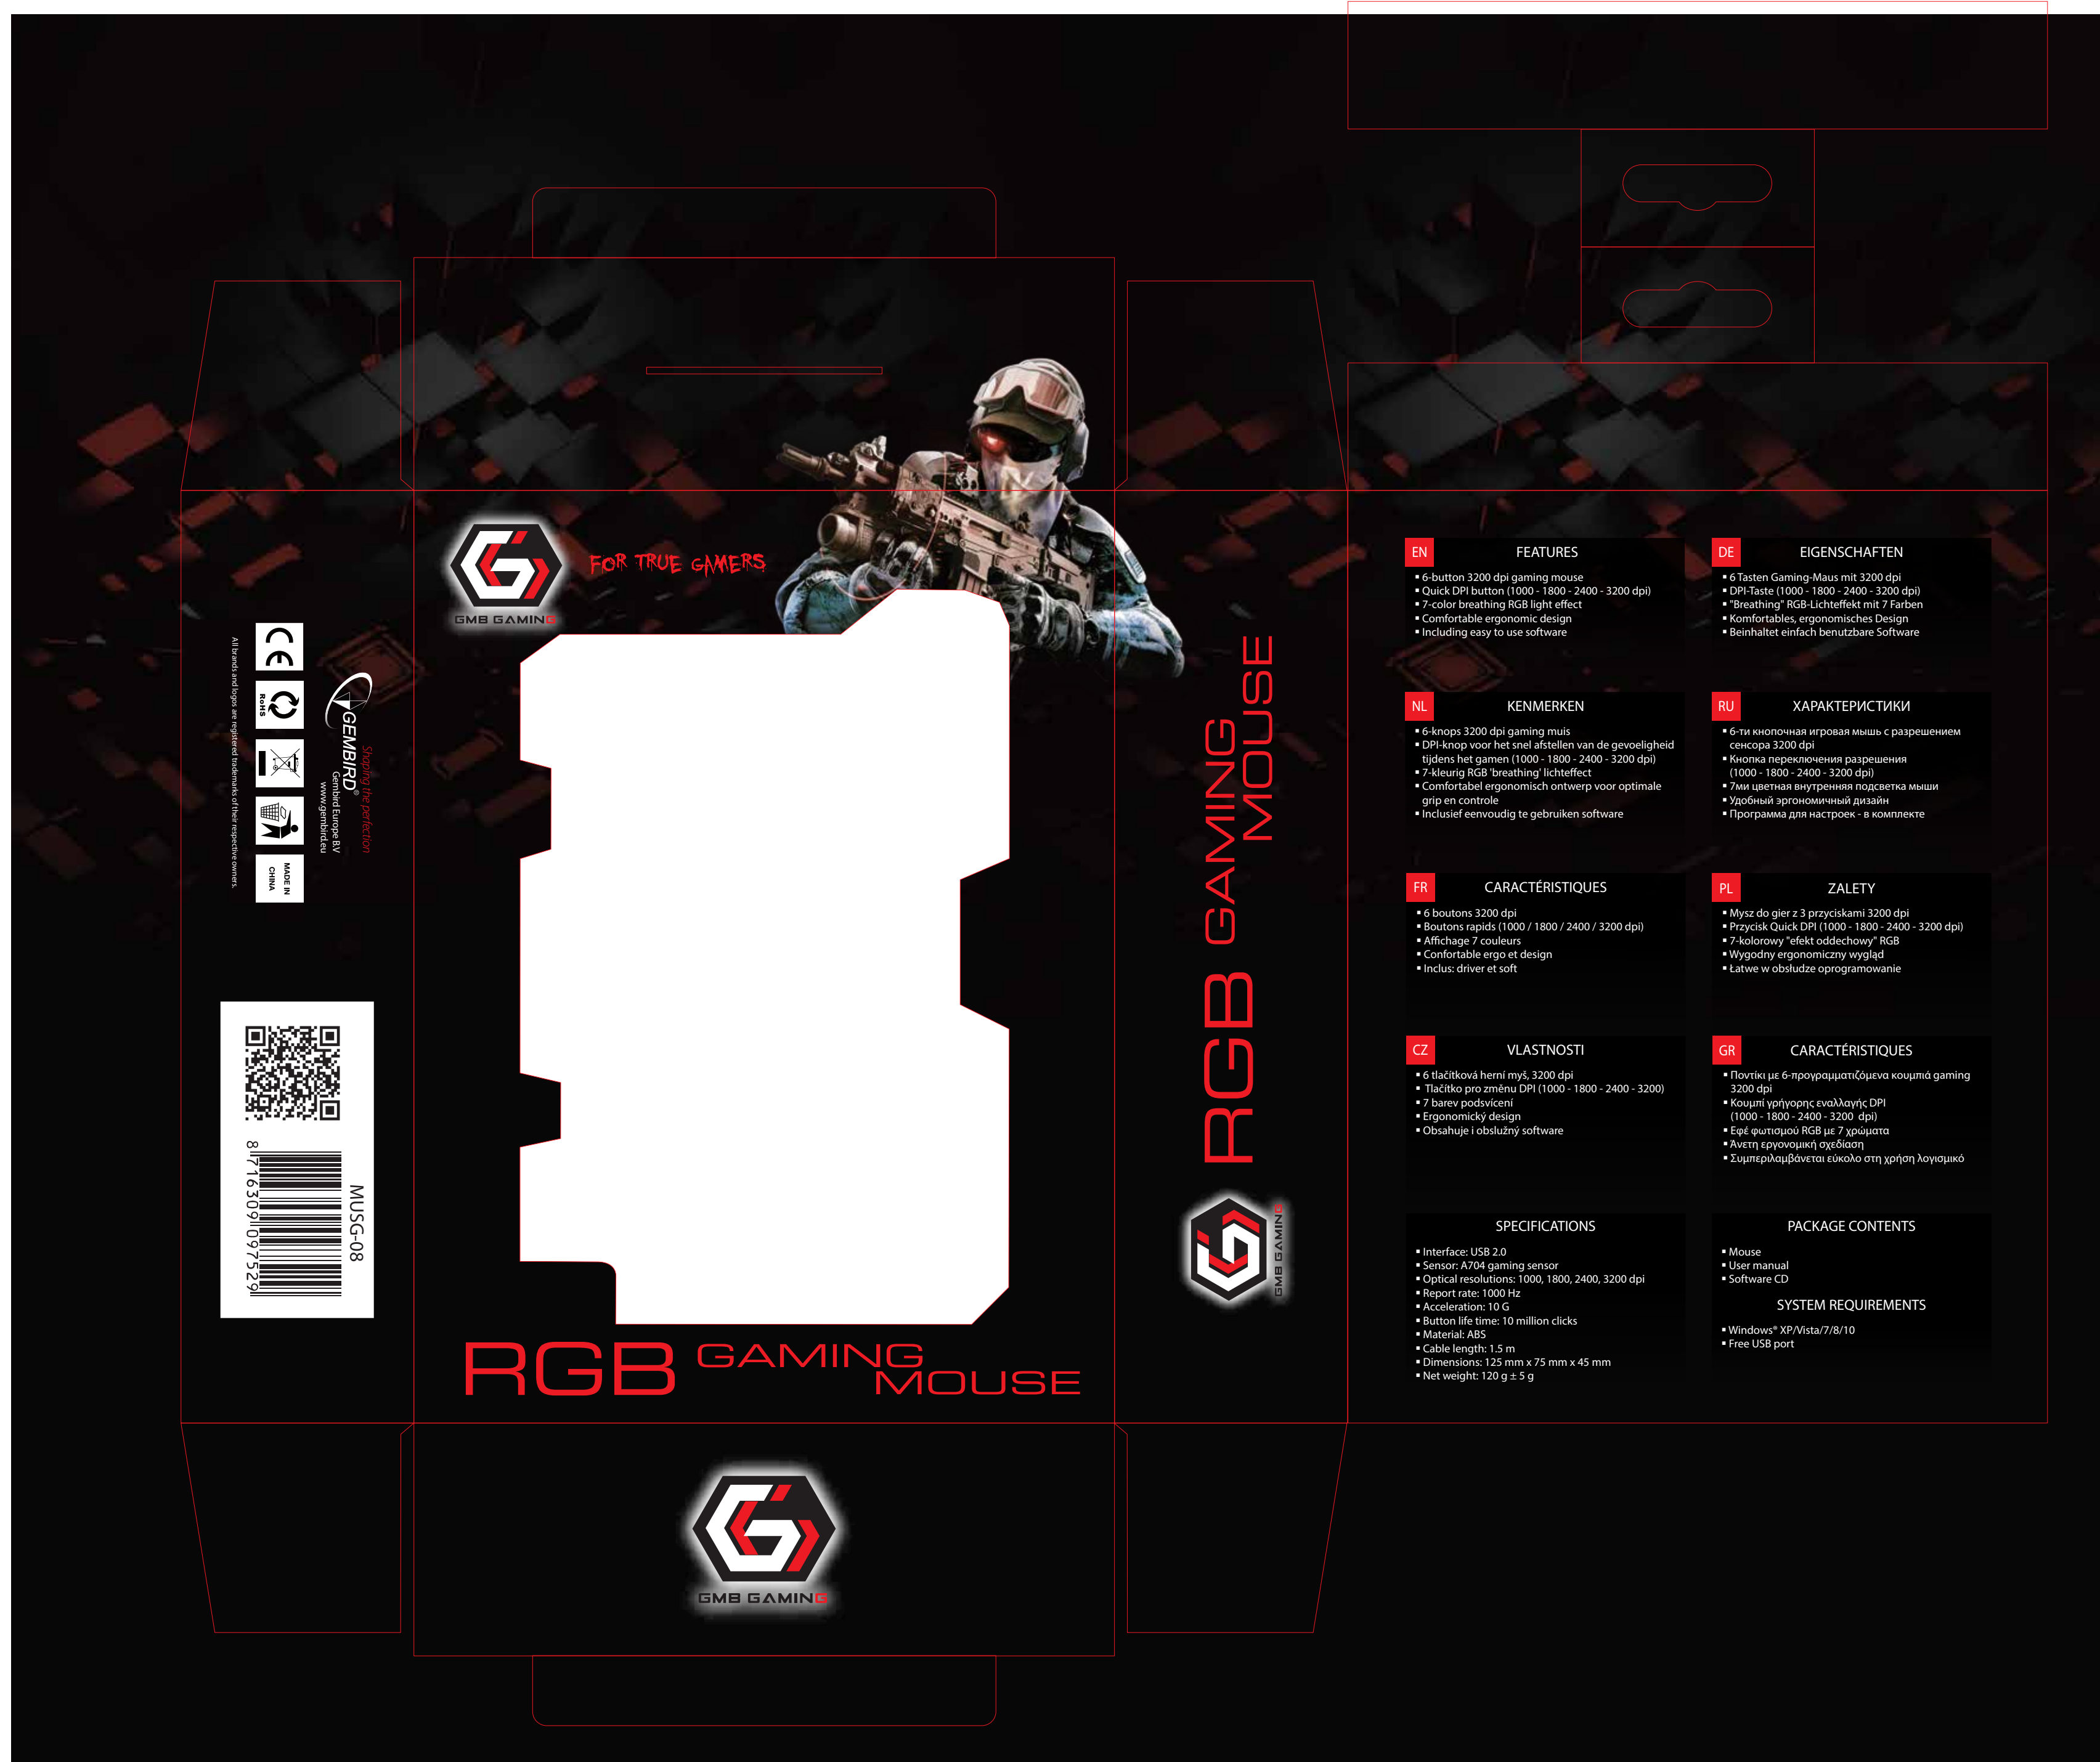 All brands and logos are registered trademarks of their respective owners.
RoHS
MADE IN
CHINA
GEMBIRD®
Shaping the perfection
Gembird Europe B.V
www.gembird.eu
MUSG-08
8 716309 097529
GMB GAMING
FOR TRUE GAMERS
RGB GAMING
MOUSE
GMB GAMING
RGB GAMING
MOUSE
GMB GAMING
EN FEATURES
▪ 6-button 3200 dpi gaming mouse
▪ Quick DPI button (1000 - 1800 - 2400 - 3200 dpi)
▪ 7-color breathing RGB light effect
▪ Comfortable ergonomic design
▪ Including easy to use software
DE EIGENSCHAFTEN
▪ 6 Tasten Gaming-Maus mit 3200 dpi
▪ DPI-Taste (1000 - 1800 - 2400 - 3200 dpi)
▪ "Breathing" RGB-Lichteffekt mit 7 Farben
▪ Komfortables, ergonomisches Design
▪ Beinhaltet einfach benutzbare Software
NL KENMERKEN
▪ 6-knops 3200 dpi gaming muis
▪ DPI-knop voor het snel afstellen van de gevoeligheid
tijdens het gamen (1000 - 1800 - 2400 - 3200 dpi)
▪ 7-kleurig RGB 'breathing' lichteffect
▪ Comfortabel ergonomisch ontwerp voor optimale
grip en controle
▪ Inclusief eenvoudig te gebruiken software
RU ХАРАКТЕРИСТИКИ
▪ 6-ти кнопочная игровая мышь с разрешением
сенсора 3200 dpi
▪ Кнопка переключения разрешения
(1000 - 1800 - 2400 - 3200 dpi)
▪ 7ми цветная внутренняя подсветка мыши
▪ Удобный эргономичный дизайн
▪ Программа для настроек - в комплекте
FR CARACTÉRISTIQUES
▪ 6 boutons 3200 dpi
▪ Boutons rapids (1000 / 1800 / 2400 / 3200 dpi)
▪ Affichage 7 couleurs
▪ Confortable ergo et design
▪ Inclus: driver et soft
PL ZALETY
▪ Mysz do gier z 3 przyciskami 3200 dpi
▪ Przycisk Quick DPI (1000 - 1800 - 2400 - 3200 dpi)
▪ 7-kolorowy "efekt oddechowy" RGB
▪ Wygodny ergonomiczny wygląd
▪ Łatwe w obsłudze oprogramowanie
CZ VLASTNOSTI
▪ 6 tlačítková herní myš, 3200 dpi
▪ Tlačítko pro změnu DPI (1000 - 1800 - 2400 - 3200)
▪ 7 barev podsvícení
▪ Ergonomický design
▪ Obsahuje i obslužný software
GR CARACTÉRISTIQUES
▪ Ποντίκι με 6-προγραμματιζόμενα κουμπιά gaming
3200 dpi
▪ Κουμπί γρήγορης εναλλαγής DPI
(1000 - 1800 - 2400 - 3200 dpi)
▪ Εφέ φωτισμού RGB με 7 χρώματα
▪ Άνετη εργονομική σχεδίαση
▪ Συμπεριλαμβάνεται εύκολο στη χρήση λογισμικό
SPECIFICATIONS
▪ Interface: USB 2.0
▪ Sensor: A704 gaming sensor
▪ Optical resolutions: 1000, 1800, 2400, 3200 dpi
▪ Report rate: 1000 Hz
▪ Acceleration: 10 G
▪ Button life time: 10 million clicks
▪ Material: ABS
▪ Cable length: 1.5 m
▪ Dimensions: 125 mm x 75 mm x 45 mm
▪ Net weight: 120 g ± 5 g
PACKAGE CONTENTS
▪ Mouse
▪ User manual
▪ Software CD
SYSTEM REQUIREMENTS
▪ Windows® XP/Vista/7/8/10
▪ Free USB port